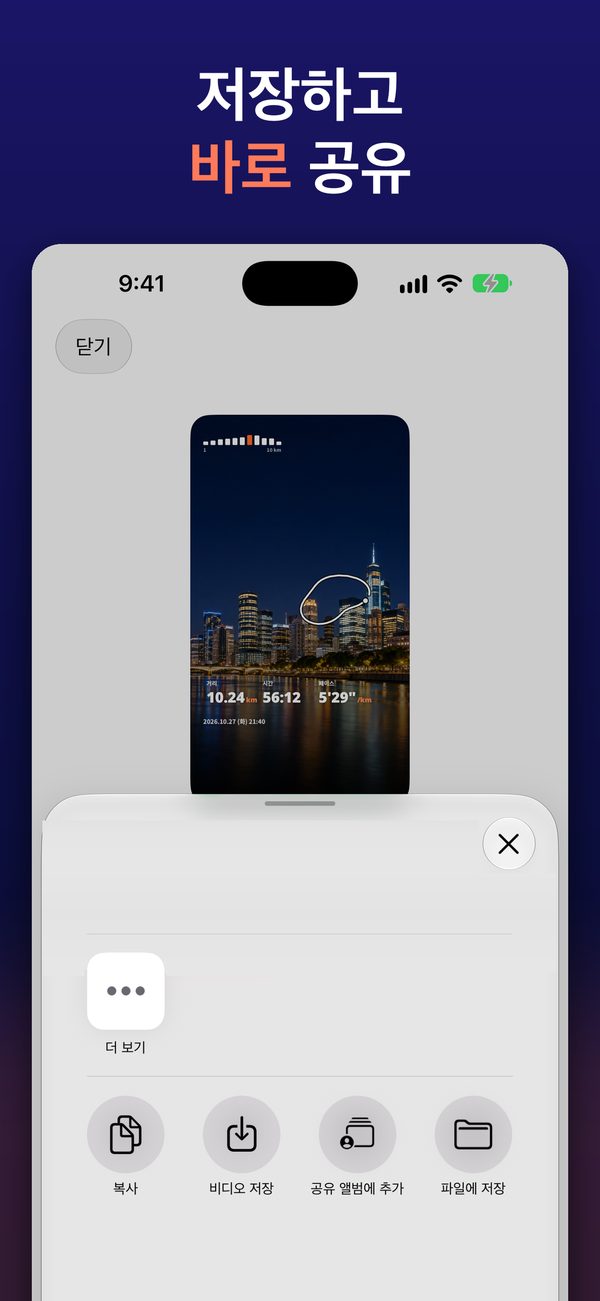 저장하고
바로 공유
9:41
닫기
1 10 km
거리 시간 페이스
10.24 km 56:12 5'29" /km
2026.10.27 (화) 21:40
더 보기
복사 비디오 저장 공유 앨범에 추가 파일에 저장